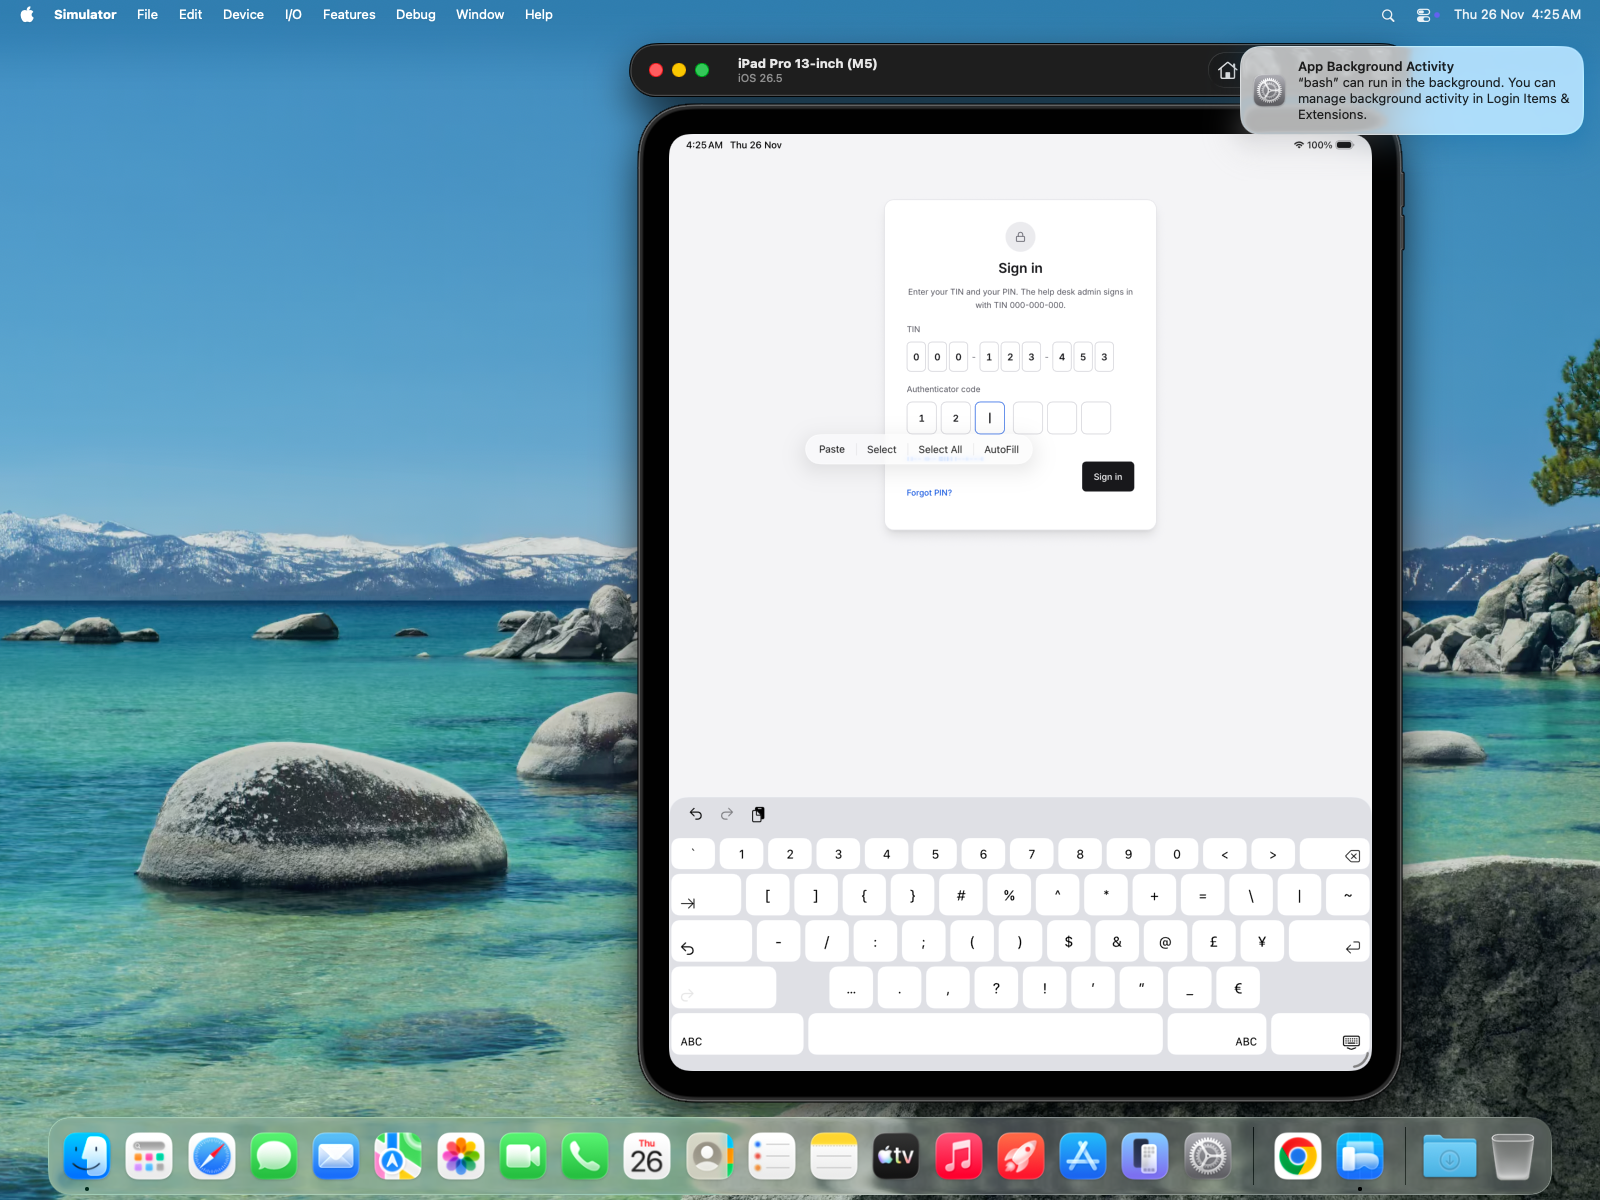 Simulator File Edit Device I/O Features Debug Window Help
Thu 26 Nov 4:25 AM
iPad Pro 13-inch (M5)
iOS 26.5
App Background Activity
"bash" can run in the background. You can
manage background activity in Login Items &
Extensions.
4:25 AM Thu 26 Nov
100%
Sign in
Enter your TIN and your PIN. The help desk admin signs in
with TIN 000-000-000.
TIN
0 0 0 - 1 2 3 - 4 5 3
Authenticator code
1 2
Paste Select Select All AutoFill
Sign in
Forgot PIN?
` 1 2 3 4 5 6 7 8 9 0 < >
[ ] { } # % ^ * + = \ | ~
- / : ; ( ) $ & @ £ ¥
... . , ? ! ' " _ €
ABC ABC
Thu
26
tv